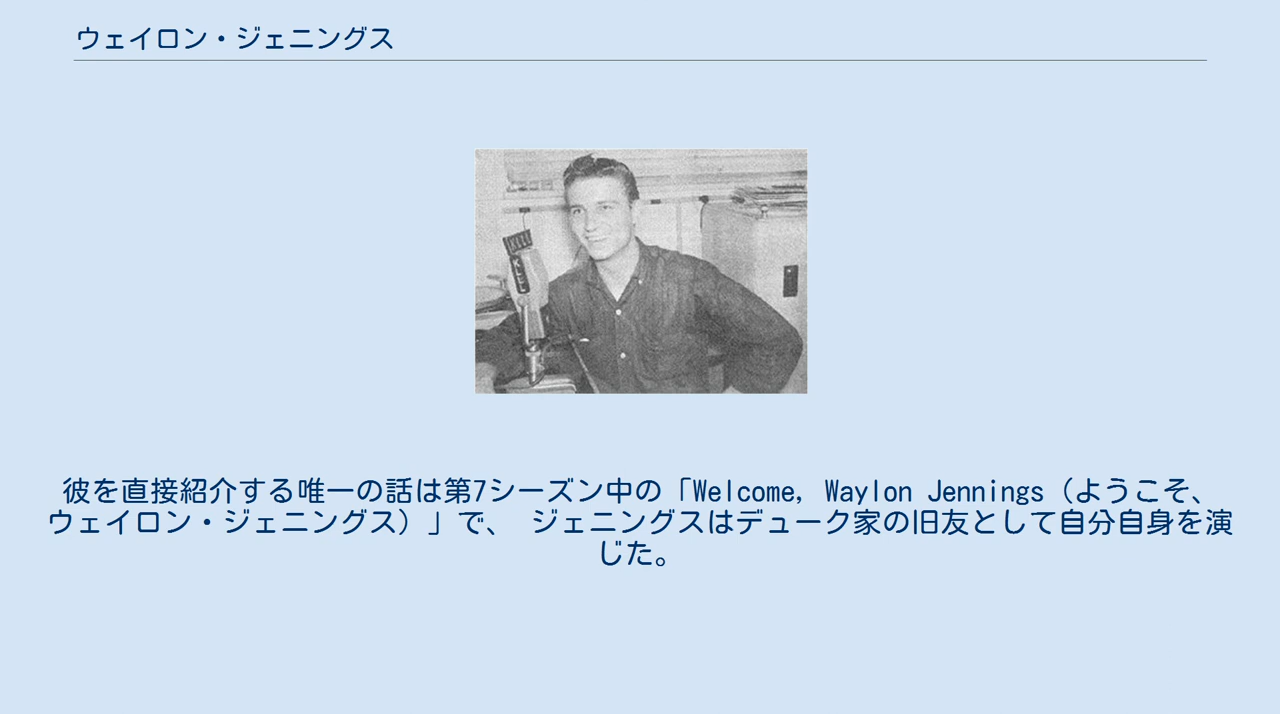 ウェイロン・ジェニングス
彼を直接紹介する唯一の話は第7シーズン中の「Welcome, Waylon Jennings（ようこそ、
ウェイロン・ジェニングス）」で、 ジェニングスはデューク家の旧友として自分自身を演
じた。